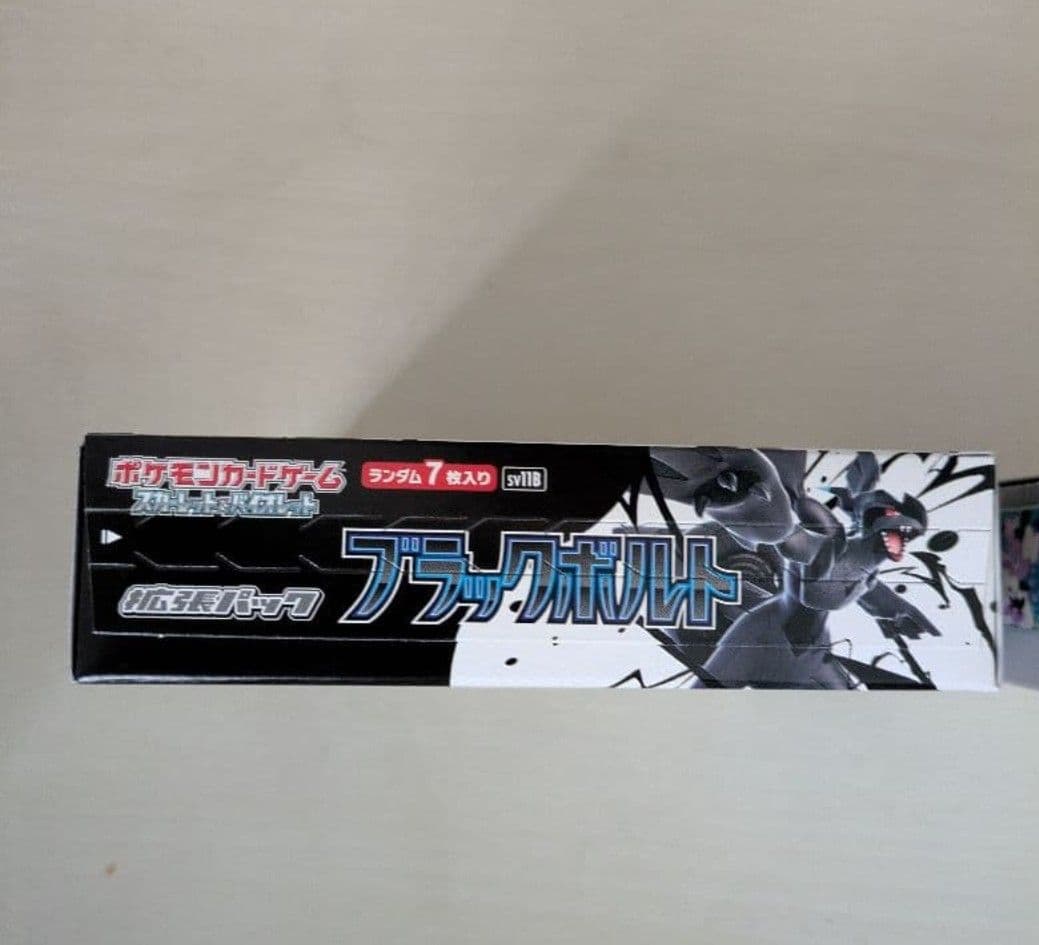 ポケモンカードゲーム
スカーレット&バイオレット
ランダム7枚入り
sv11B
拡張パック
ブラックボルト